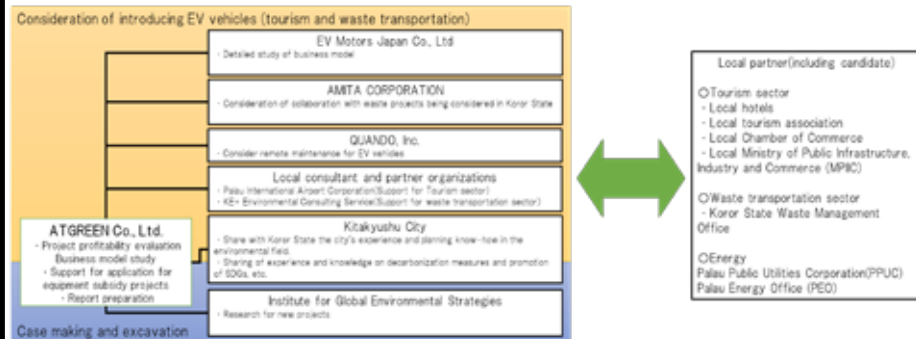 Consideration of introducing EV vehicles (tourism and waste transportation)
EV Motors Japan Co., Ltd
- Detailed study of business model
AMITA CORPORATION
- Consideration of collaboration with waste projects being considered in Koror State
QUANDO, Inc.
- Consider remote maintenance for EV vehicles
Local consultant and partner organizations
- Palau International Airport Corporation(Support for Tourism sector)
- KE+ Environmental Consulting Service(Support for waste transportation sector)
Kitakyushu City
- Share with Koror State the city's experience and planning know-how in the
environmental field.
- Sharing of experience and knowledge on decarbonization measures and promotion
of SDGs, etc.
Institute for Global Environmental Strategies
- Research for new projects
ATGREEN Co., Ltd.
- Project profitability evaluation
Business model study
- Support for application for
equipment subsidy projects
- Report preparation
Case making and excavation
Local partner(including candidate)
○Tourism sector
- Local hotels
- Local tourism association
- Local Chamber of Commerce
- Local Ministry of Public Infrastructure,
Industry and Commerce (MPIIC)
○Waste transportation sector
- Koror State Waste Management
Office
○Energy
Palau Public Utilities Corporation(PPUC)
Palau Energy Office (PEO)